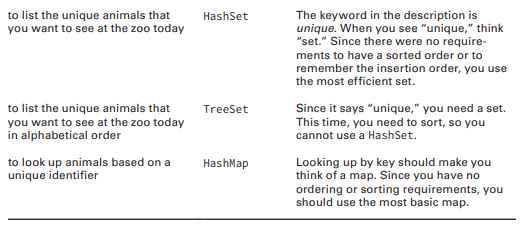 to list the unique animals that
you want to see at the zoo today
HashSet
The keyword in the description is
unique. When you see “unique,” think
“set.” Since there were no require-
ments to have a sorted order or to
remember the insertion order, you use
the most efficient set.
to list the unique animals that
you want to see at the zoo today
in alphabetical order
TreeSet
Since it says “unique,” you need a set.
This time, you need to sort, so you
cannot use a HashSet.
to look up animals based on a
unique identifier
HashMap
Looking up by key should make you
think of a map. Since you have no
ordering or sorting requirements, you
should use the most basic map.